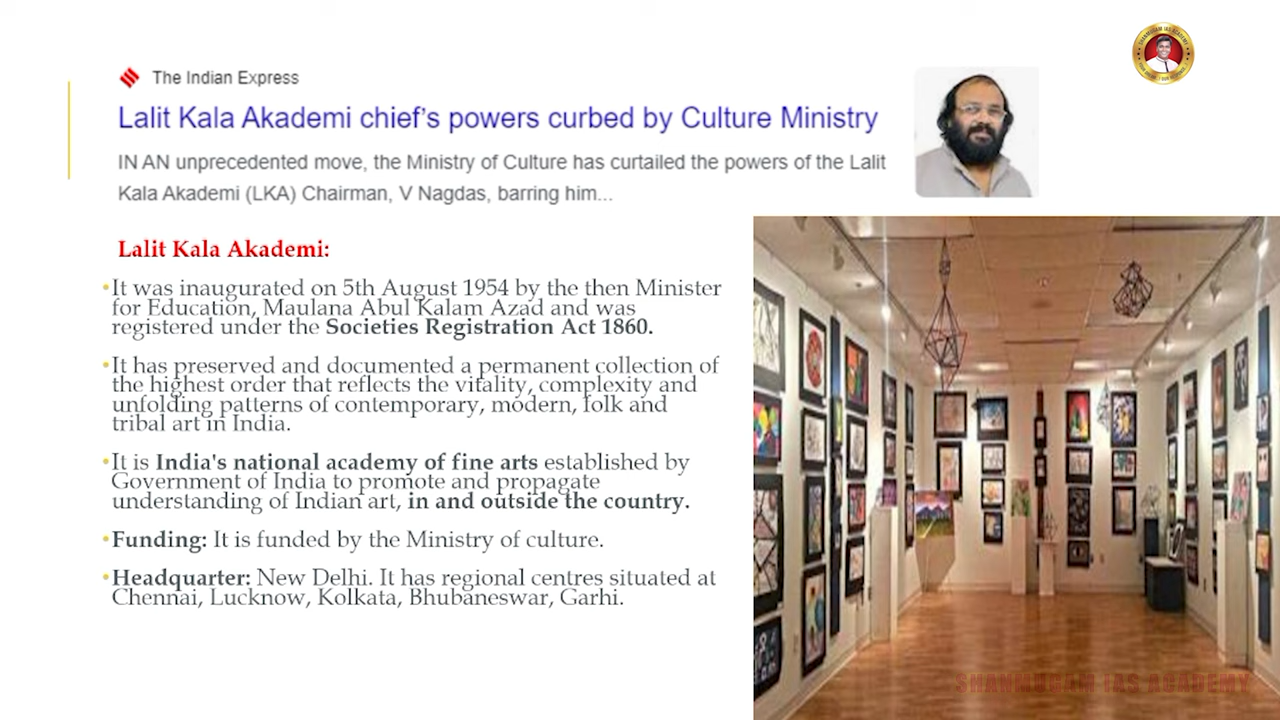 The Indian Express
Lalit Kala Akademi chief's powers curbed by Culture Ministry
IN AN unprecedented move, the Ministry of Culture has curtailed the powers of the Lalit
Kala Akademi (LKA) Chairman, V Nagdas, barring him...
Lalit Kala Akademi:
•It was inaugurated on 5th August 1954 by the then Minister
for Education, Maulana Abul Kalam Azad and was
registered under the Societies Registration Act 1860.
•It has preserved and documented a permanent collection of
the highest order that reflects the vitality, complexity and
unfolding patterns of contemporary, modern, folk and
tribal art in India.
•It is India's national academy of fine arts established by
Government of India to promote and propagate
understanding of Indian art, in and outside the country.
•Funding: It is funded by the Ministry of culture.
•Headquarter: New Delhi. It has regional centres situated at
Chennai, Lucknow, Kolkata, Bhubaneswar, Garhi.
SHANMUGAM IAS ACADEMY
SHANMUGAM IAS ACADEMY